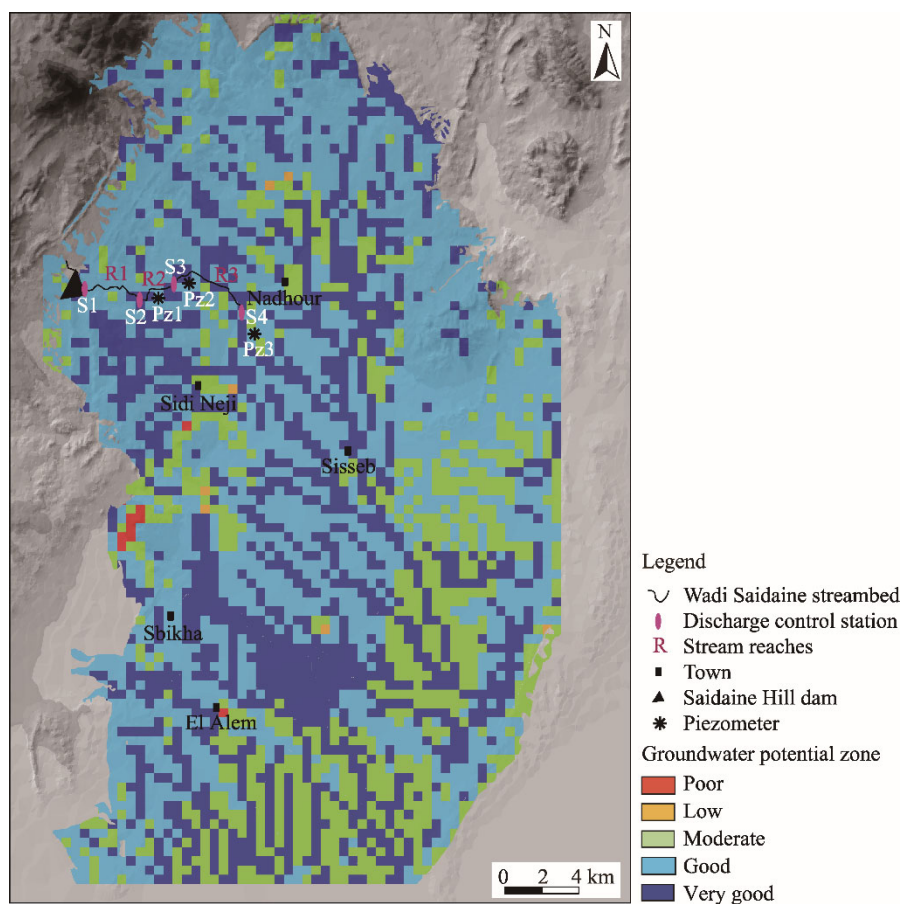 N
R1
R2
S3
R3
S1
S2
Pz1
Pz2
Nadhour
S4
Pz3
Sidi Neji
Sisseb
Sbikha
El Alem
0 2 4 km
Legend
Wadi Saidaine streambed
Discharge control station
R Stream reaches
Town
Saidaine Hill dam
Piezometer
Groundwater potential zone
Poor
Low
Moderate
Good
Very good